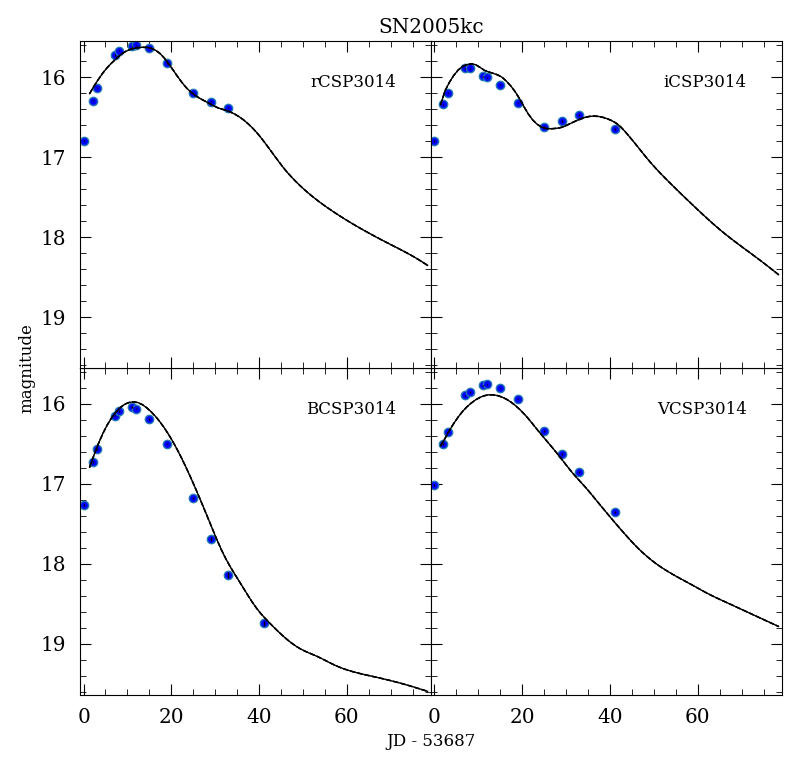 SN2005kc
16
17
18
19
rCSP3014
iCSP3014
magnitude
16
17
18
19
BCSP3014
VCSP3014
0 20 40 60 0 20 40 60
JD - 53687